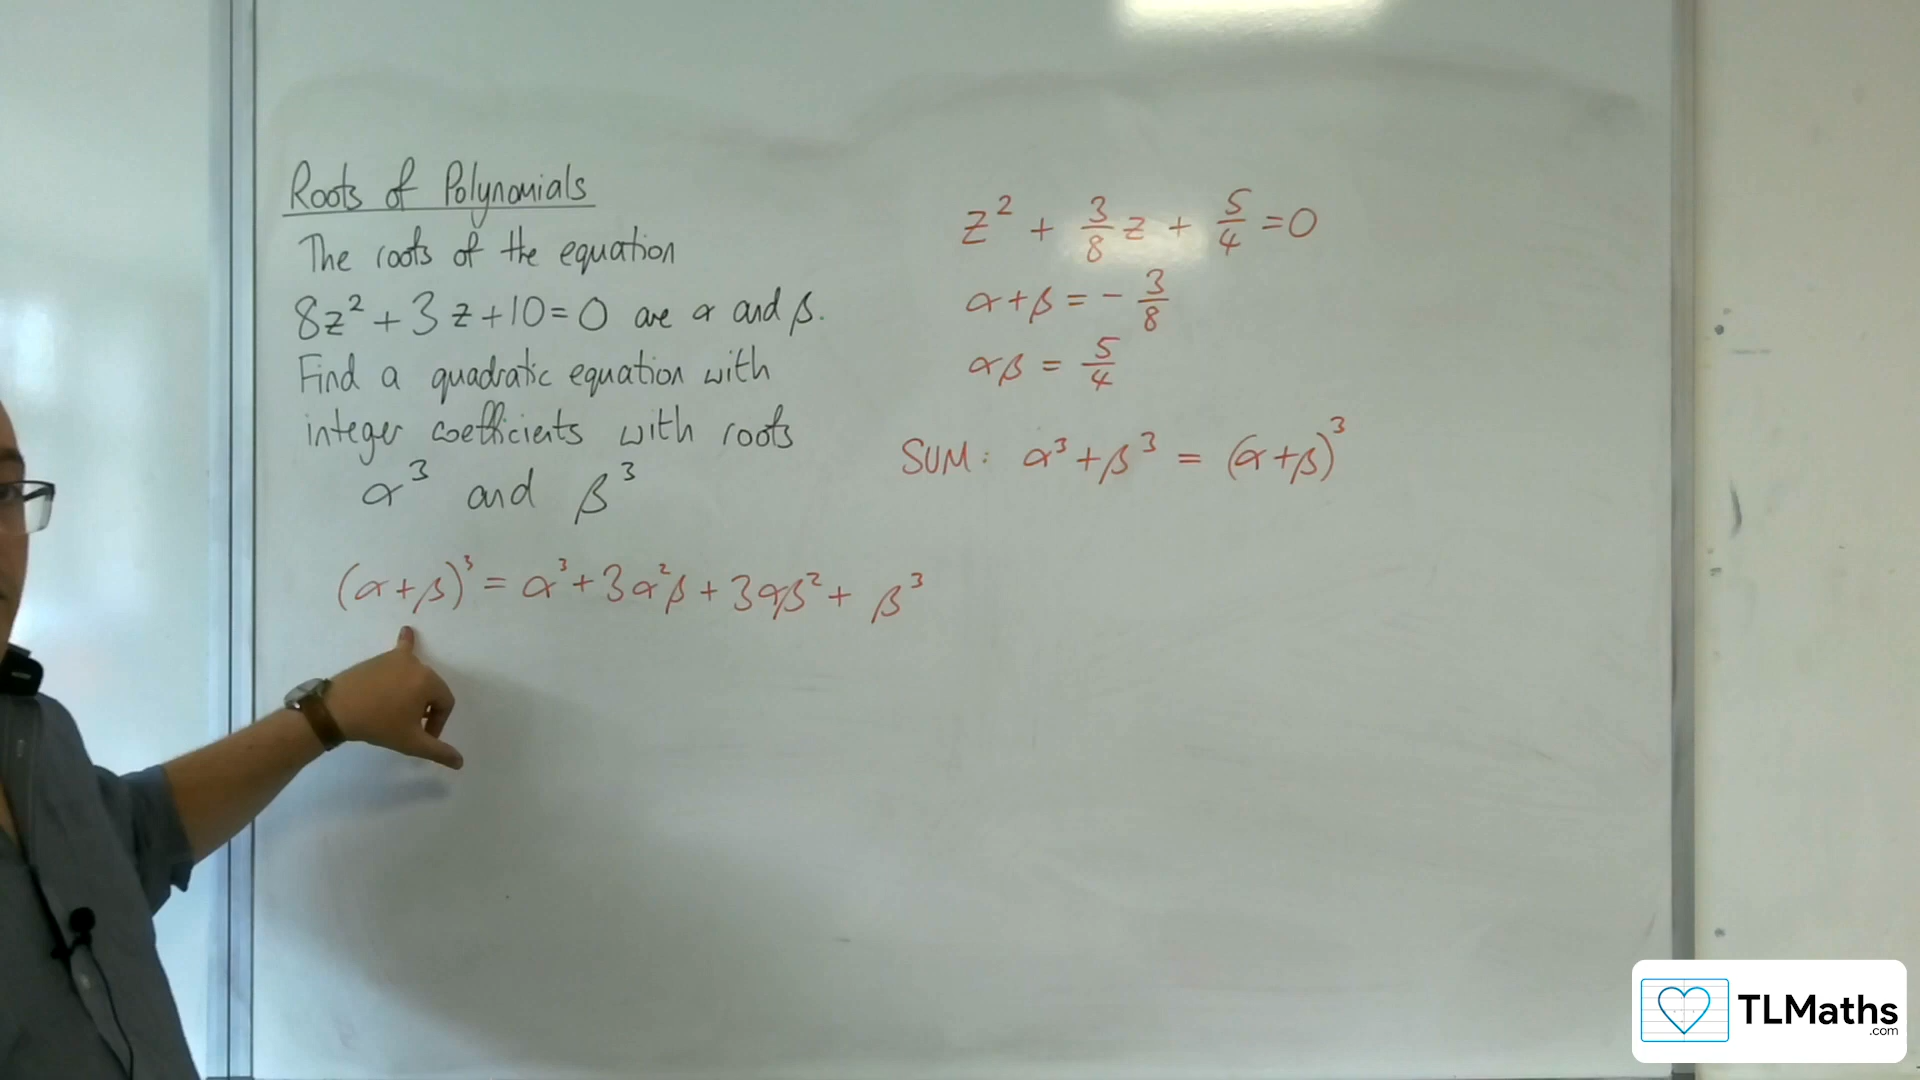 Roots of Polynomials
The roots of the equation
8z² + 3z + 10 = 0 are α and β.
Find a quadratic equation with
integer coefficients with roots
α³ and β³
(α+β)³ = α³ + 3α²β + 3αβ² + β³
z² + 3/8 z + 5/4 = 0
α + β = - 3/8
αβ = 5/4
SUM: α³ + β³ = (α+β)³
TLMaths
.com